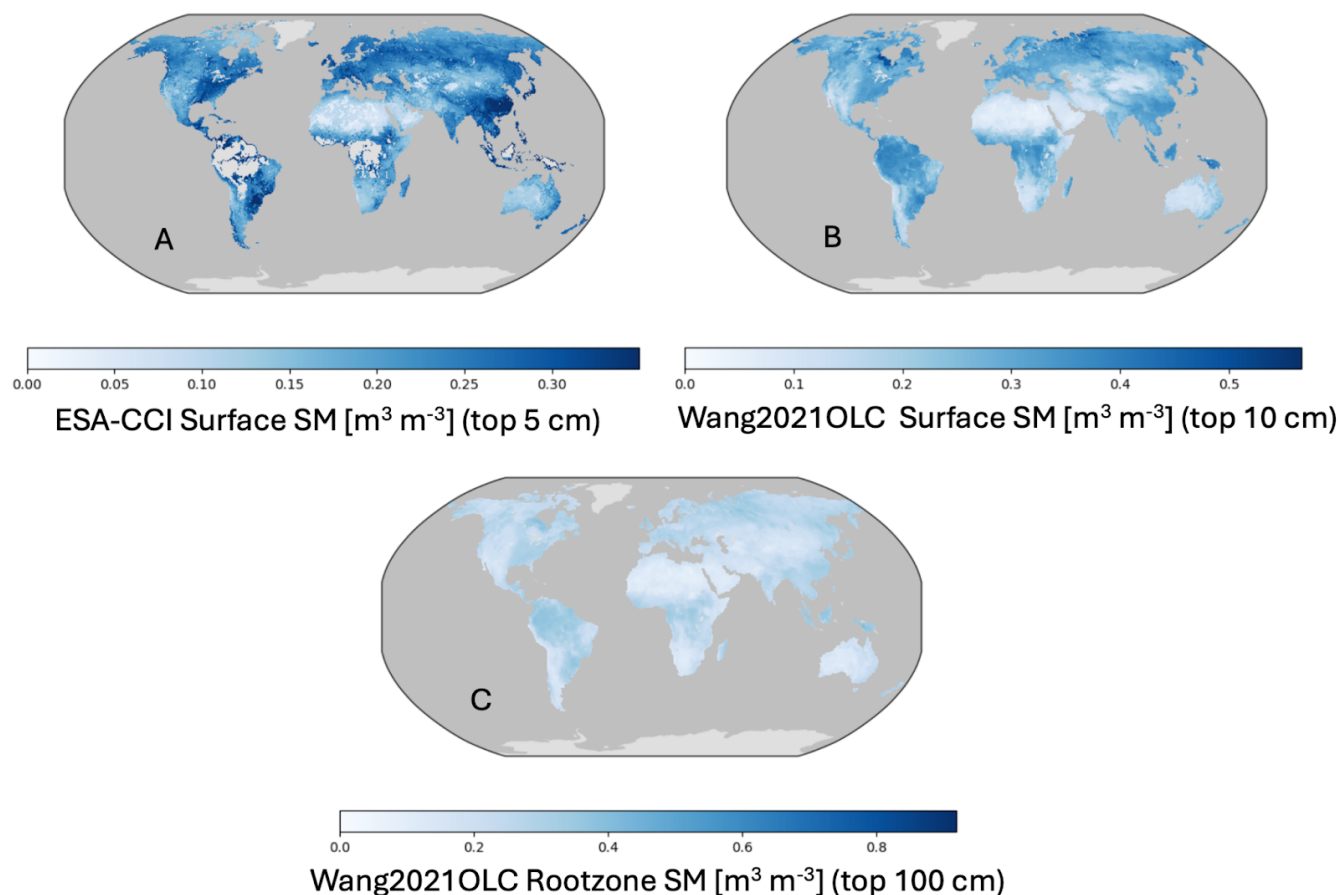 A
B
0.00 0.05 0.10 0.15 0.20 0.25 0.30
0.0 0.1 0.2 0.3 0.4 0.5
ESA-CCI Surface SM [m³ m⁻³] (top 5 cm)
Wang2021OLC  Surface SM [m³ m⁻³] (top 10 cm)
C
0.0 0.2 0.4 0.6 0.8
Wang2021OLC Rootzone SM [m³ m⁻³] (top 100 cm)